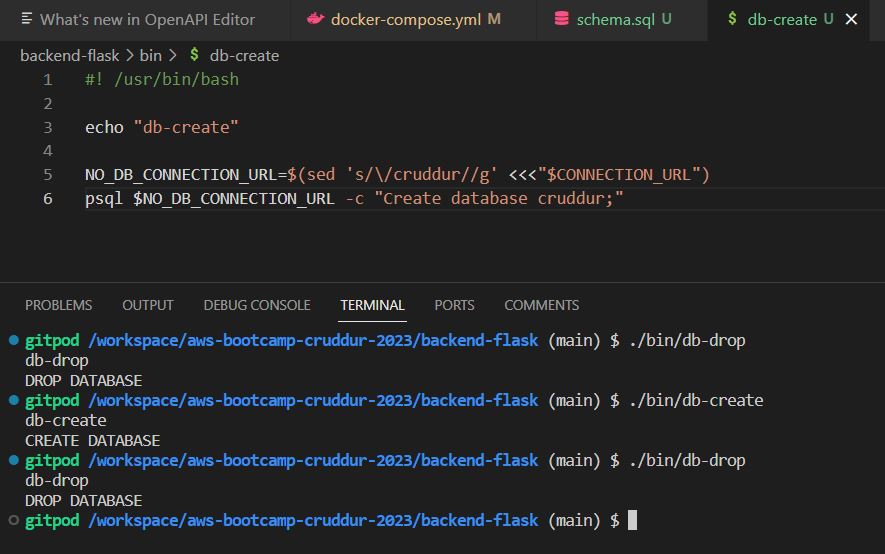 What's new in OpenAPI Editor docker-compose.yml M schema.sql U $ db-create U
backend-flask > bin > $ db-create
1 #! /usr/bin/bash
2
3 echo "db-create"
4
5 NO_DB_CONNECTION_URL=$(sed 's/\/cruddur//g' <<<"$CONNECTION_URL")
6 psql $NO_DB_CONNECTION_URL -c "Create database cruddur;"
PROBLEMS OUTPUT DEBUG CONSOLE TERMINAL PORTS COMMENTS
gitpod /workspace/aws-bootcamp-cruddur-2023/backend-flask (main) $ ./bin/db-drop
db-drop
DROP DATABASE
gitpod /workspace/aws-bootcamp-cruddur-2023/backend-flask (main) $ ./bin/db-create
db-create
CREATE DATABASE
gitpod /workspace/aws-bootcamp-cruddur-2023/backend-flask (main) $ ./bin/db-drop
db-drop
DROP DATABASE
gitpod /workspace/aws-bootcamp-cruddur-2023/backend-flask (main) $